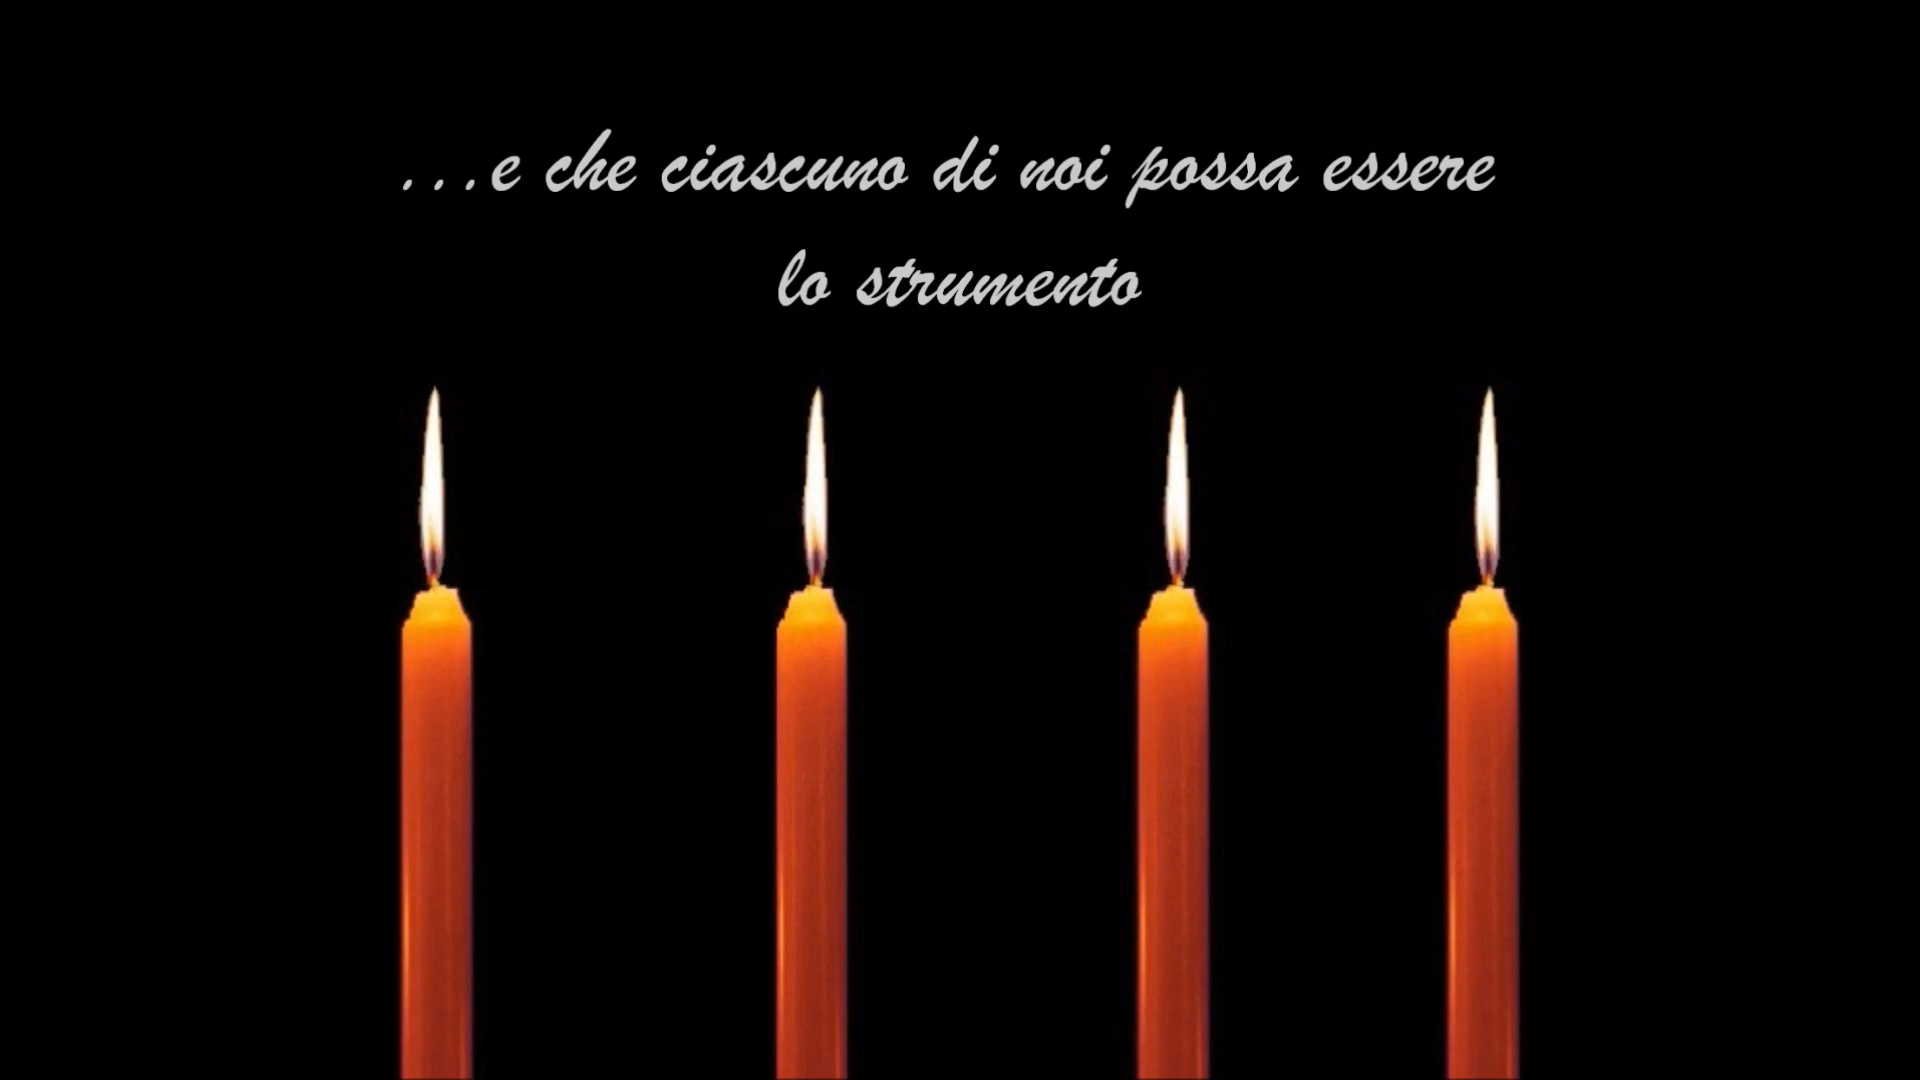 ...e che ciascuno di noi possa essere
lo strumento